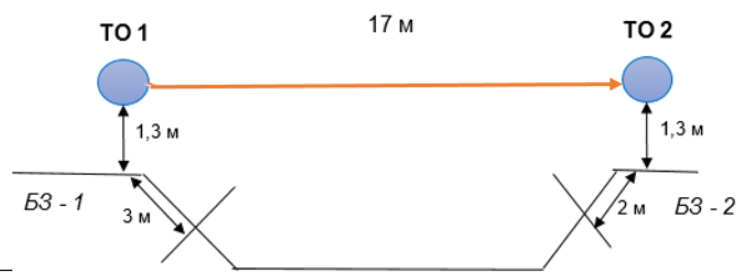 17 м
ТО 1
ТО 2
1,3 м
1,3 м
БЗ - 1
3 м
2 м
БЗ - 2